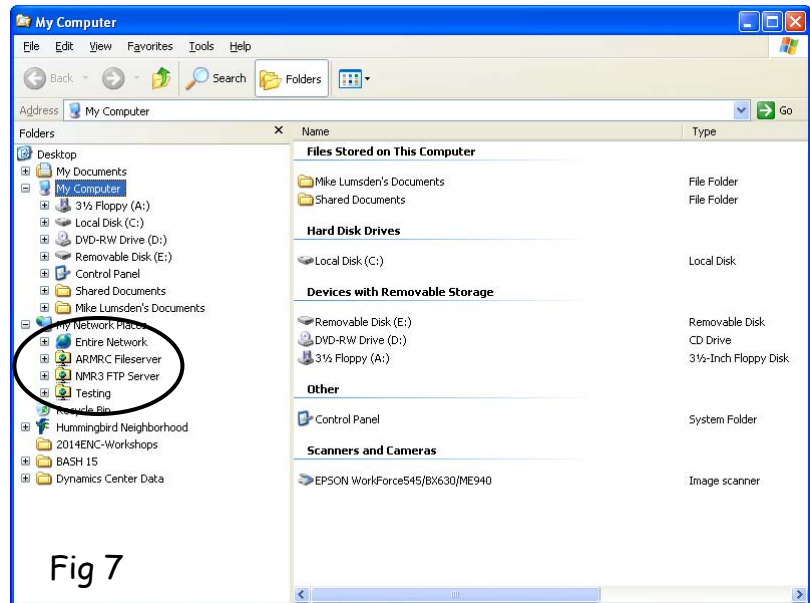 My Computer
File Edit View Favorites Tools Help
Back Search Folders
Address My Computer Go
Folders
Desktop
My Documents
My Computer
3½ Floppy (A:)
Local Disk (C:)
DVD-RW Drive (D:)
Removable Disk (E:)
Control Panel
Shared Documents
Mike Lumsden's Documents
My Network Places
Entire Network
ARMRC Fileserver
NMR3 FTP Server
Testing
Recycle Bin
Hummingbird Neighborhood
2014ENC-Workshops
BASH 15
Dynamics Center Data
Name Type
Files Stored on This Computer
Mike Lumsden's Documents File Folder
Shared Documents File Folder
Hard Disk Drives
Local Disk (C:) Local Disk
Devices with Removable Storage
Removable Disk (E:) Removable Disk
DVD-RW Drive (D:) CD Drive
3½ Floppy (A:) 3½-Inch Floppy Disk
Other
Control Panel System Folder
Scanners and Cameras
EPSON WorkForce545/BX630/ME940 Image scanner
Fig 7